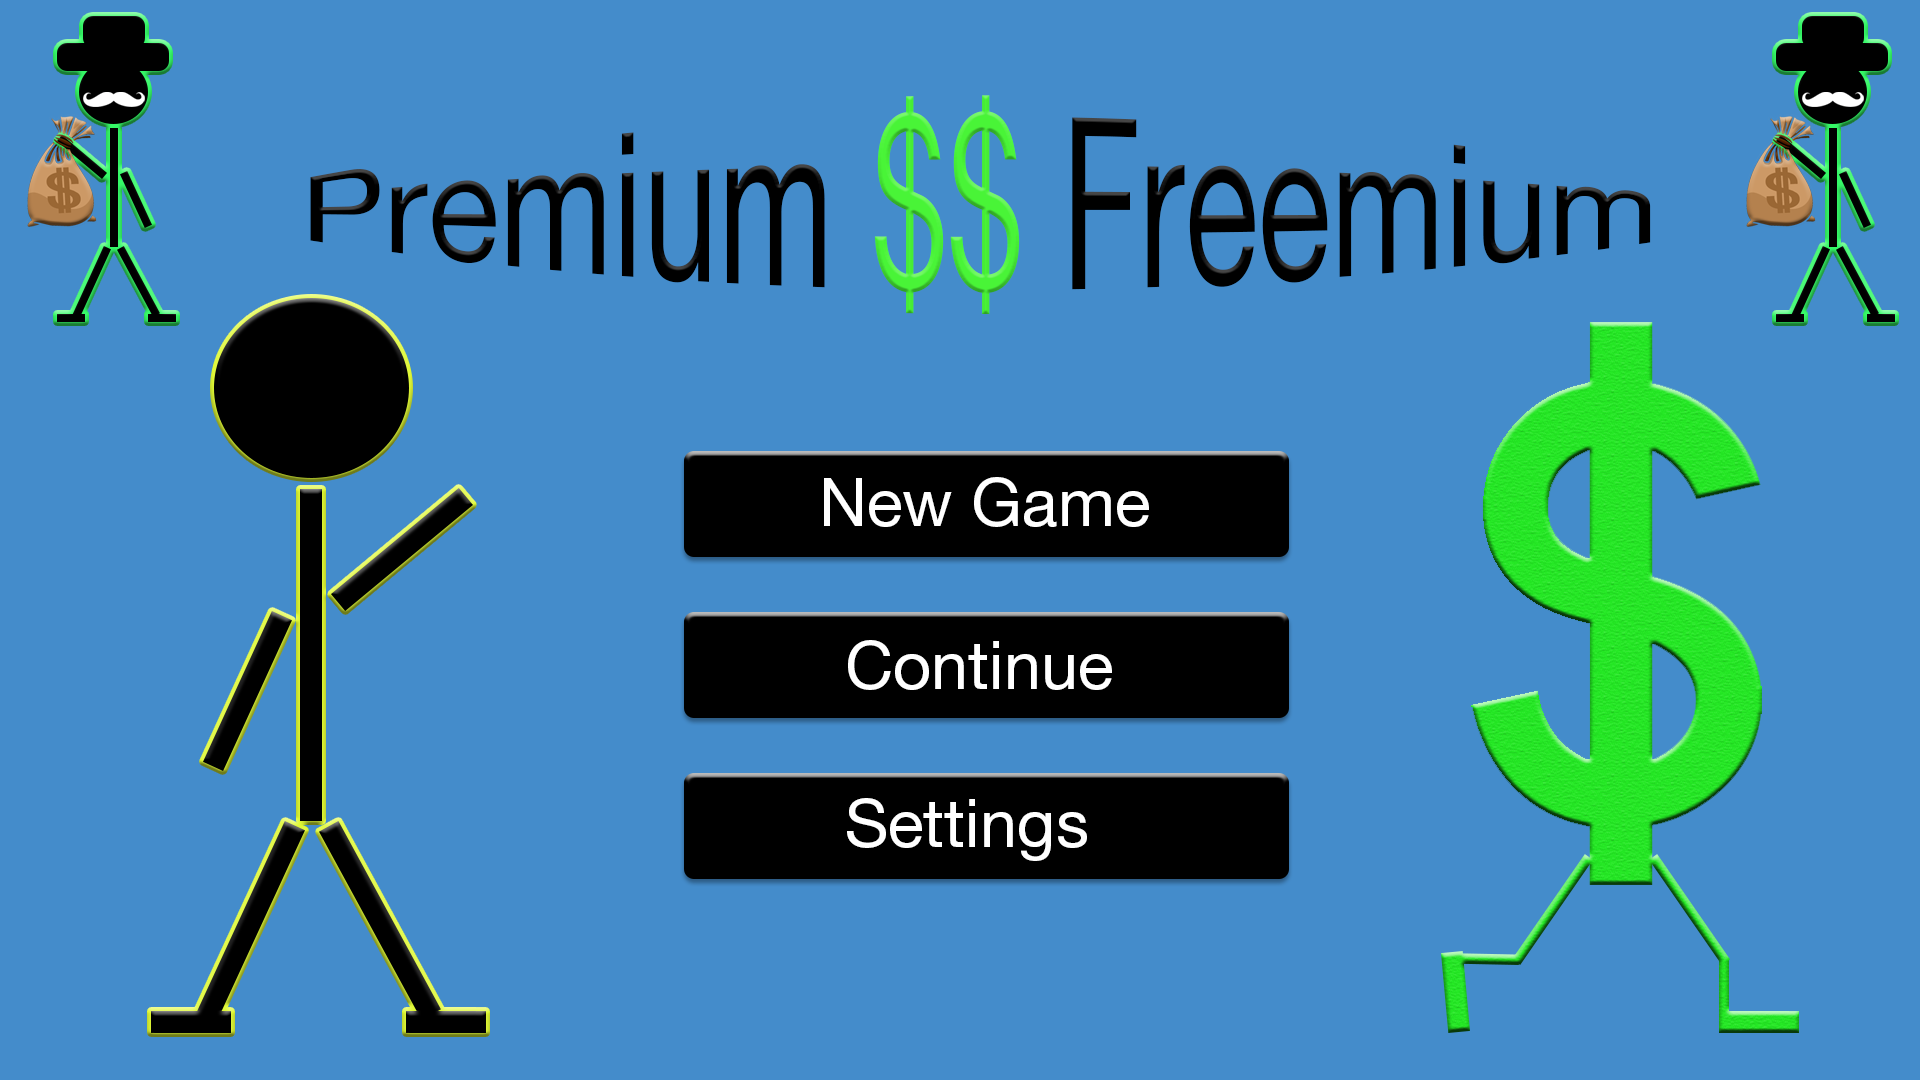 Premium $$ Freemium
$ $
New Game
Continue
Settings
$